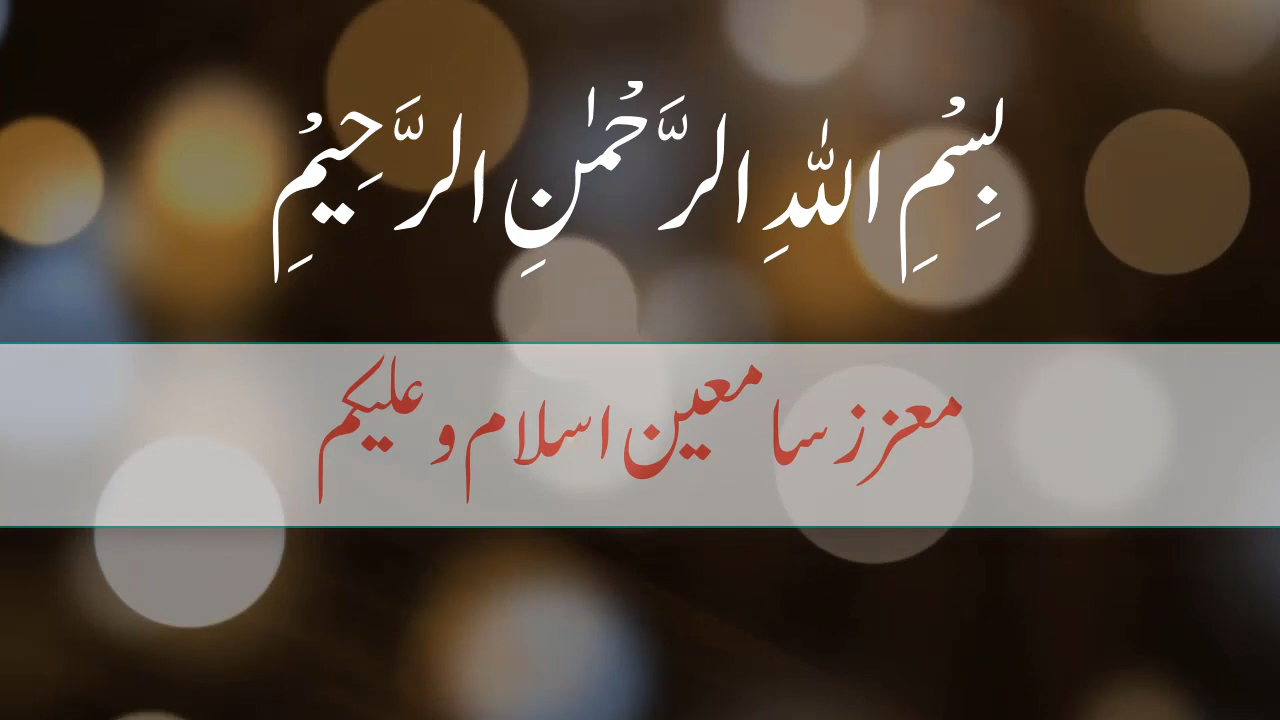 بِسْمِ اللّٰهِ الرَّحْمٰنِ الرَّحِیْمِ
معزز سامعین اسلام و علیکم